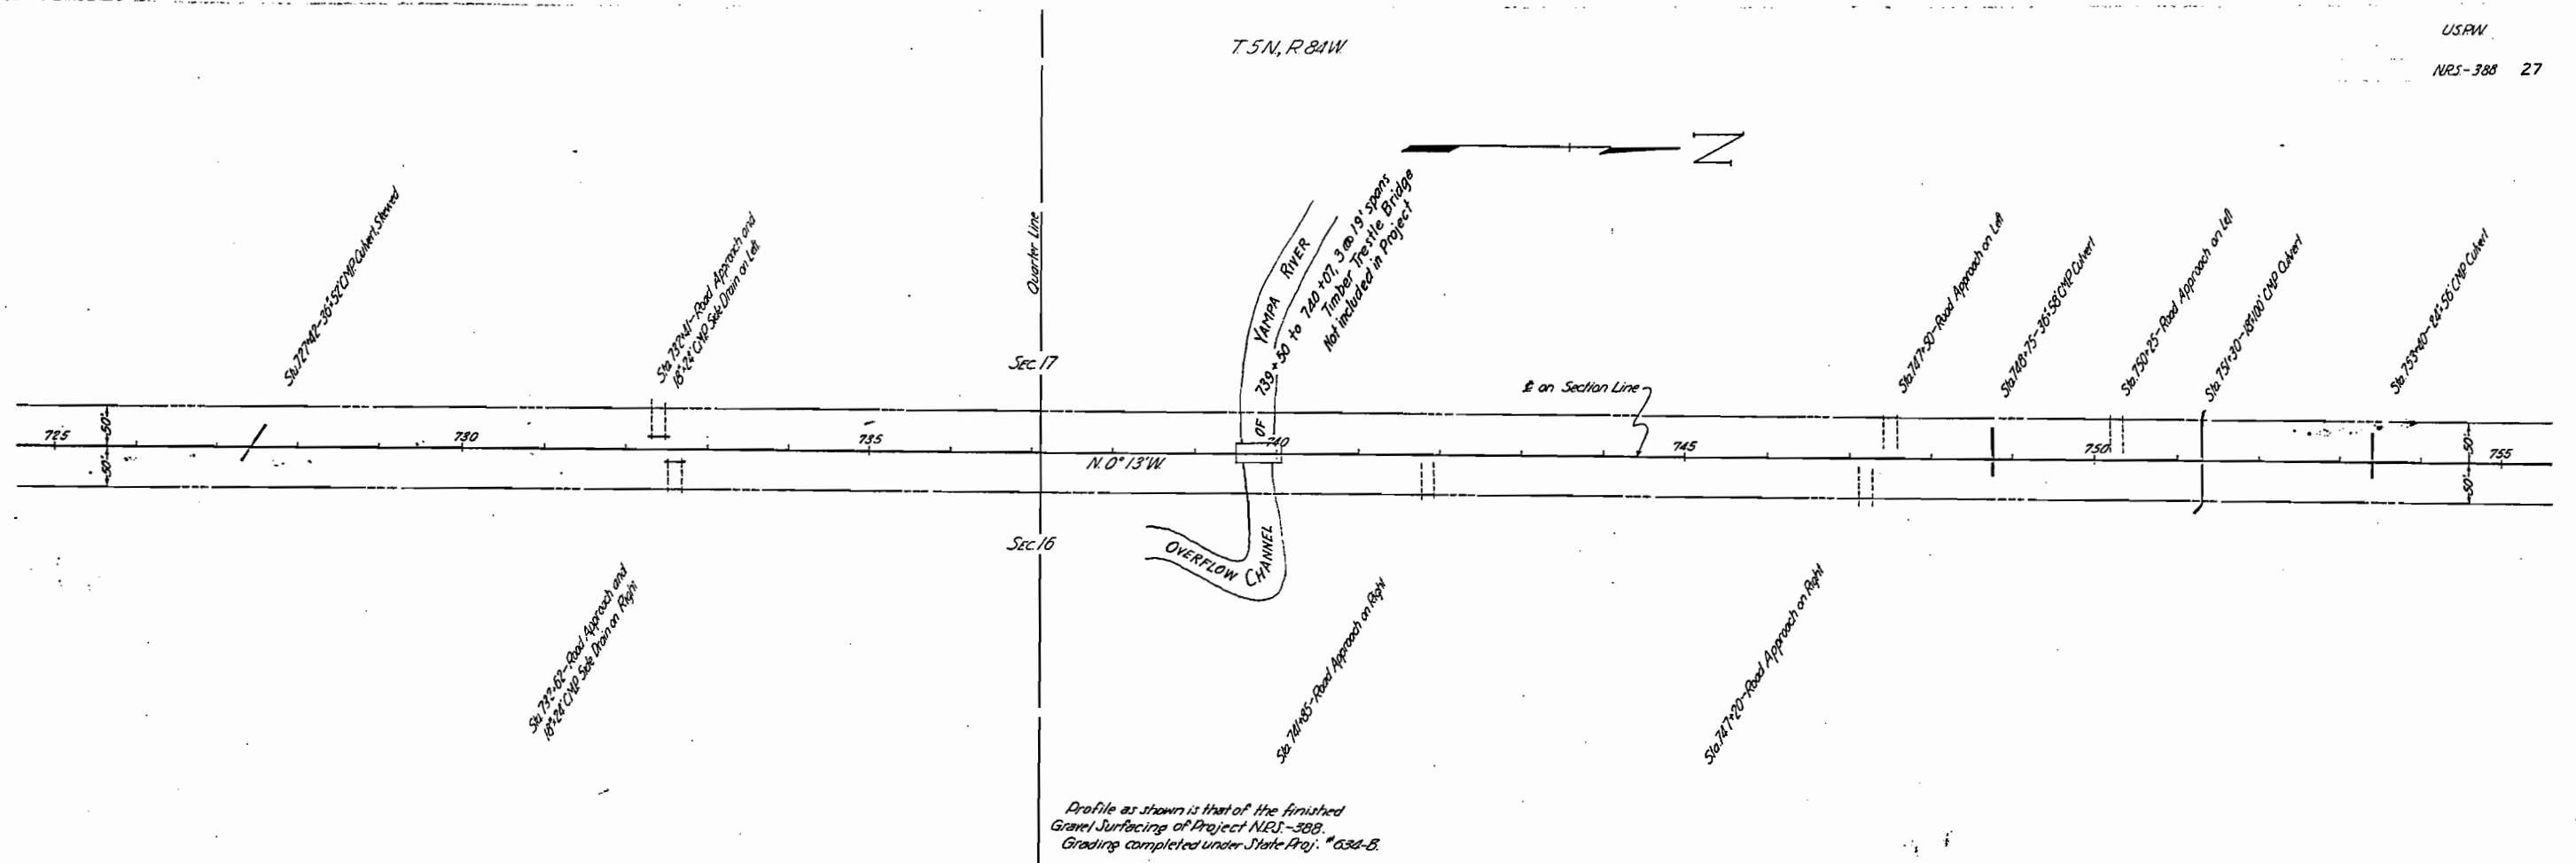 U.S.P.W.
N.R.S.-388 27
T. 5 N., R. 84 W.
N
Sta. 727+42-36"x52' CMP Culvert, Skewed
Sta. 732+41-Road Approach and
18"x24' CMP Side Drain on Left
Quarter Line
YAMPA RIVER
739+50 to 740+07, 3@19' spans
Timber Trestle Bridge
Not included in Project
Sta. 747+50-Road Approach on Left
Sta. 748+75-36"x58' CMP Culvert
Sta. 750+25-Road Approach on Left
Sta. 751+30-18"x100' CMP Culvert
Sta. 753+40-24"x56' CMP Culvert
SEC. 17
℄ on Section Line
OF
50'
50'
725
730
735
740
745
750
755
50'
50'
N. 0° 13' W.
SEC. 16
OVERFLOW CHANNEL
Sta. 732+62-Road Approach and
18"x24' CMP Side Drain on Right
Sta. 741+85-Road Approach on Right
Sta. 747+20-Road Approach on Right
Profile as shown is that of the finished
Gravel Surfacing of Project N.R.S.-388.
Grading completed under State Proj. #634-B.